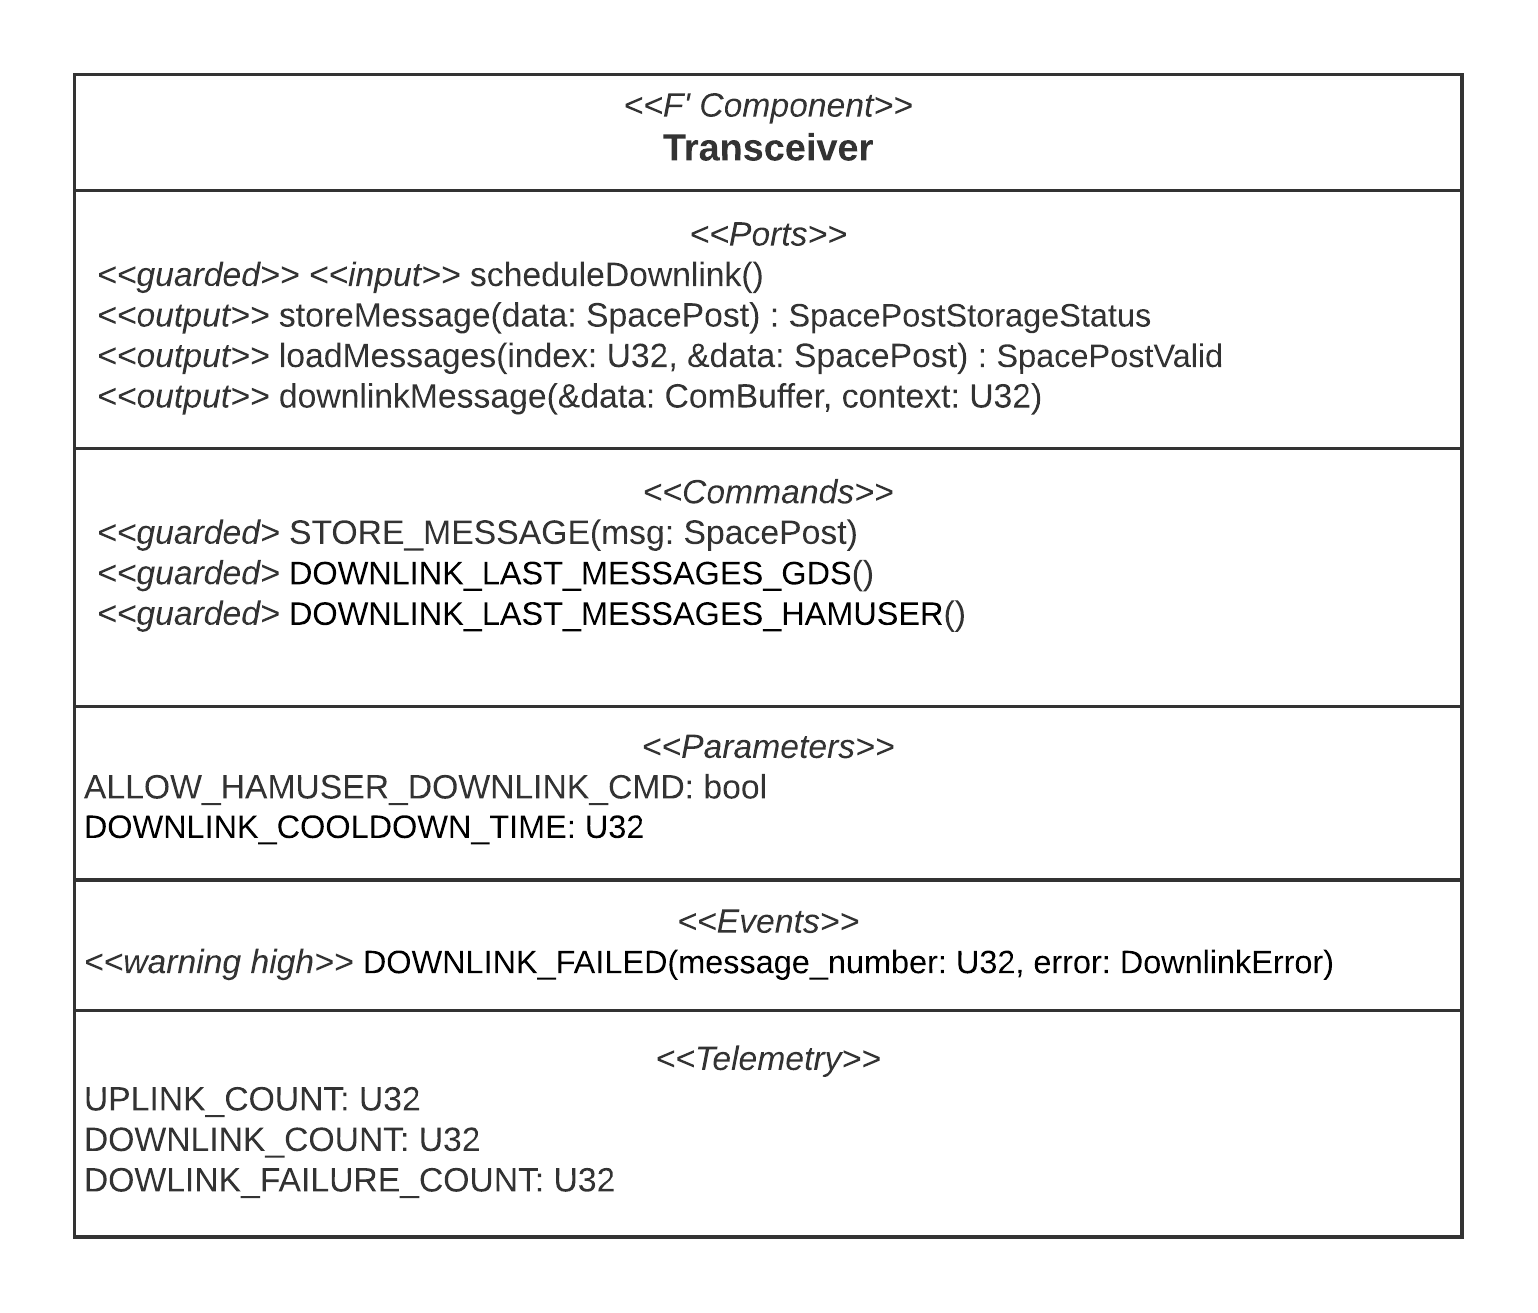 <<F' Component>>
Transceiver
<<Ports>>
<<guarded>> <<input>> scheduleDownlink()
<<output>> storeMessage(data: SpacePost) : SpacePostStorageStatus
<<output>> loadMessages(index: U32, &data: SpacePost) : SpacePostValid
<<output>> downlinkMessage(&data: ComBuffer, context: U32)
<<Commands>>
<<guarded> STORE_MESSAGE(msg: SpacePost)
<<guarded> DOWNLINK_LAST_MESSAGES_GDS()
<<guarded> DOWNLINK_LAST_MESSAGES_HAMUSER()
<<Parameters>>
ALLOW_HAMUSER_DOWNLINK_CMD: bool
DOWNLINK_COOLDOWN_TIME: U32
<<Events>>
<<warning high>> DOWNLINK_FAILED(message_number: U32, error: DownlinkError)
<<Telemetry>>
UPLINK_COUNT: U32
DOWNLINK_COUNT: U32
DOWLINK_FAILURE_COUNT: U32